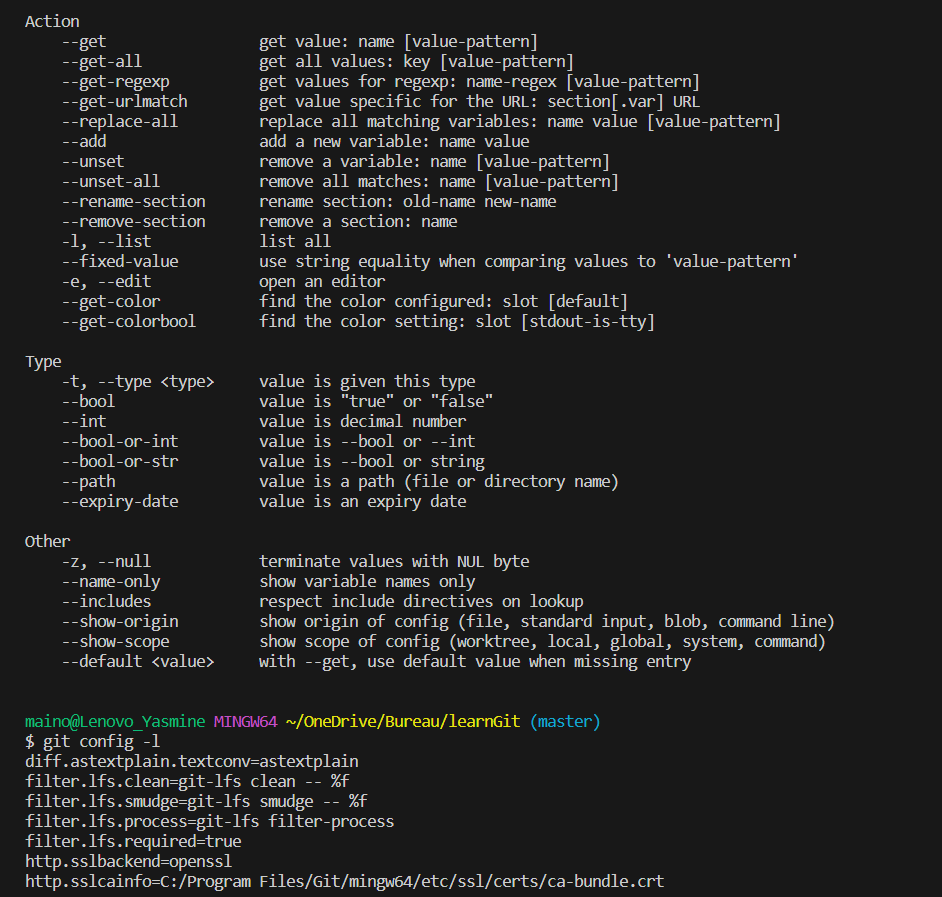 Action
    --get                 get value: name [value-pattern]
    --get-all             get all values: key [value-pattern]
    --get-regexp          get values for regexp: name-regex [value-pattern]
    --get-urlmatch        get value specific for the URL: section[.var] URL
    --replace-all         replace all matching variables: name value [value-pattern]
    --add                 add a new variable: name value
    --unset               remove a variable: name [value-pattern]
    --unset-all           remove all matches: name [value-pattern]
    --rename-section      rename section: old-name new-name
    --remove-section      remove a section: name
    -l, --list            list all
    --fixed-value         use string equality when comparing values to 'value-pattern'
    -e, --edit            open an editor
    --get-color           find the color configured: slot [default]
    --get-colorbool       find the color setting: slot [stdout-is-tty]

Type
    -t, --type <type>     value is given this type
    --bool                value is "true" or "false"
    --int                 value is decimal number
    --bool-or-int         value is --bool or --int
    --bool-or-str         value is --bool or string
    --path                value is a path (file or directory name)
    --expiry-date         value is an expiry date

Other
    -z, --null            terminate values with NUL byte
    --name-only           show variable names only
    --includes            respect include directives on lookup
    --show-origin         show origin of config (file, standard input, blob, command line)
    --show-scope          show scope of config (worktree, local, global, system, command)
    --default <value>     with --get, use default value when missing entry

maino@Lenovo_Yasmine MINGW64 ~/OneDrive/Bureau/learnGit (master)
$ git config -l
diff.astextplain.textconv=astextplain
filter.lfs.clean=git-lfs clean -- %f
filter.lfs.smudge=git-lfs smudge -- %f
filter.lfs.process=git-lfs filter-process
filter.lfs.required=true
http.sslbackend=openssl
http.sslcainfo=C:/Program Files/Git/mingw64/etc/ssl/certs/ca-bundle.crt